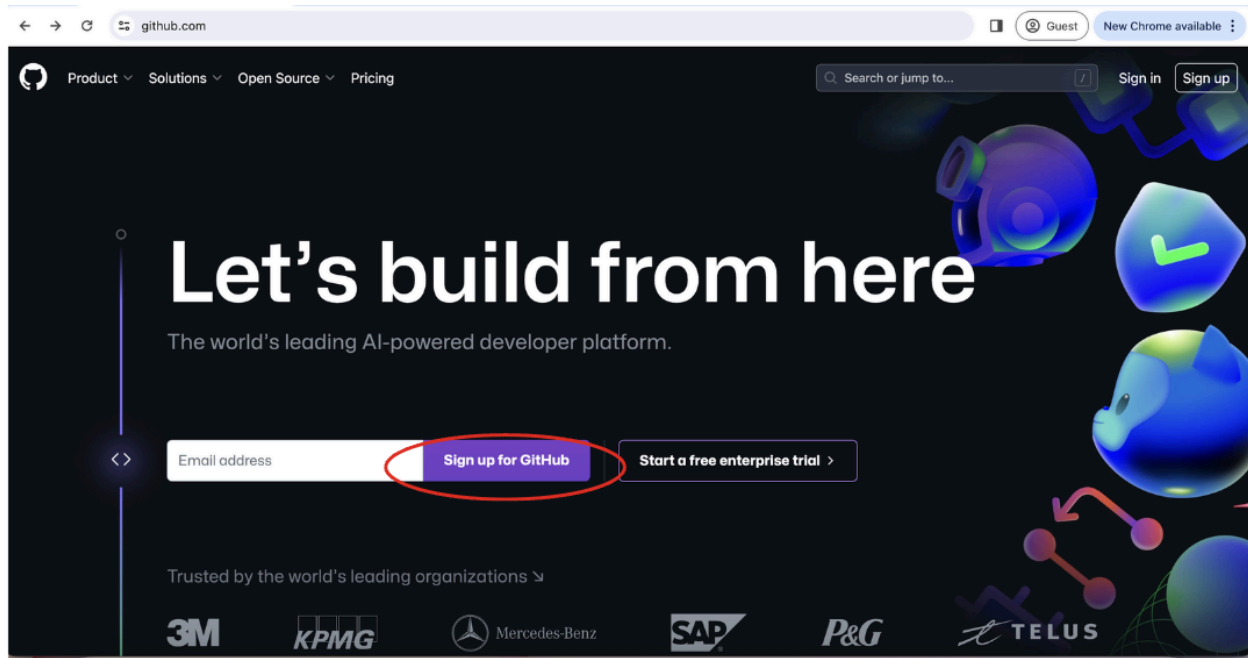 github.com
Guest
New Chrome available
Product Solutions Open Source Pricing
Search or jump to... /
Sign in Sign up
Let's build from here
The world's leading AI-powered developer platform.
Email address Sign up for GitHub Start a free enterprise trial >
Trusted by the world's leading organizations ↘
3M KPMG Mercedes-Benz SAP P&G TELUS